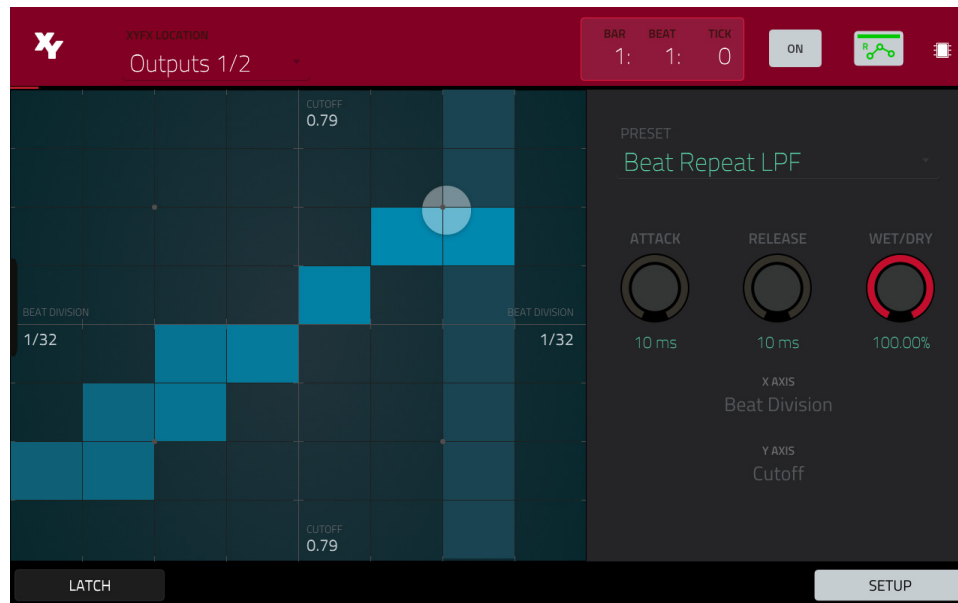 XY
XYFX LOCATION
Outputs 1/2
BAR BEAT TICK
1: 1: 0
ON
R
CUTOFF
0.79
PRESET
Beat Repeat LPF
ATTACK RELEASE WET/DRY
BEAT DIVISION
BEAT DIVISION
1/32
1/32
10 ms 10 ms 100.00%
X AXIS
Beat Division
Y AXIS
Cutoff
CUTOFF
0.79
LATCH
SETUP